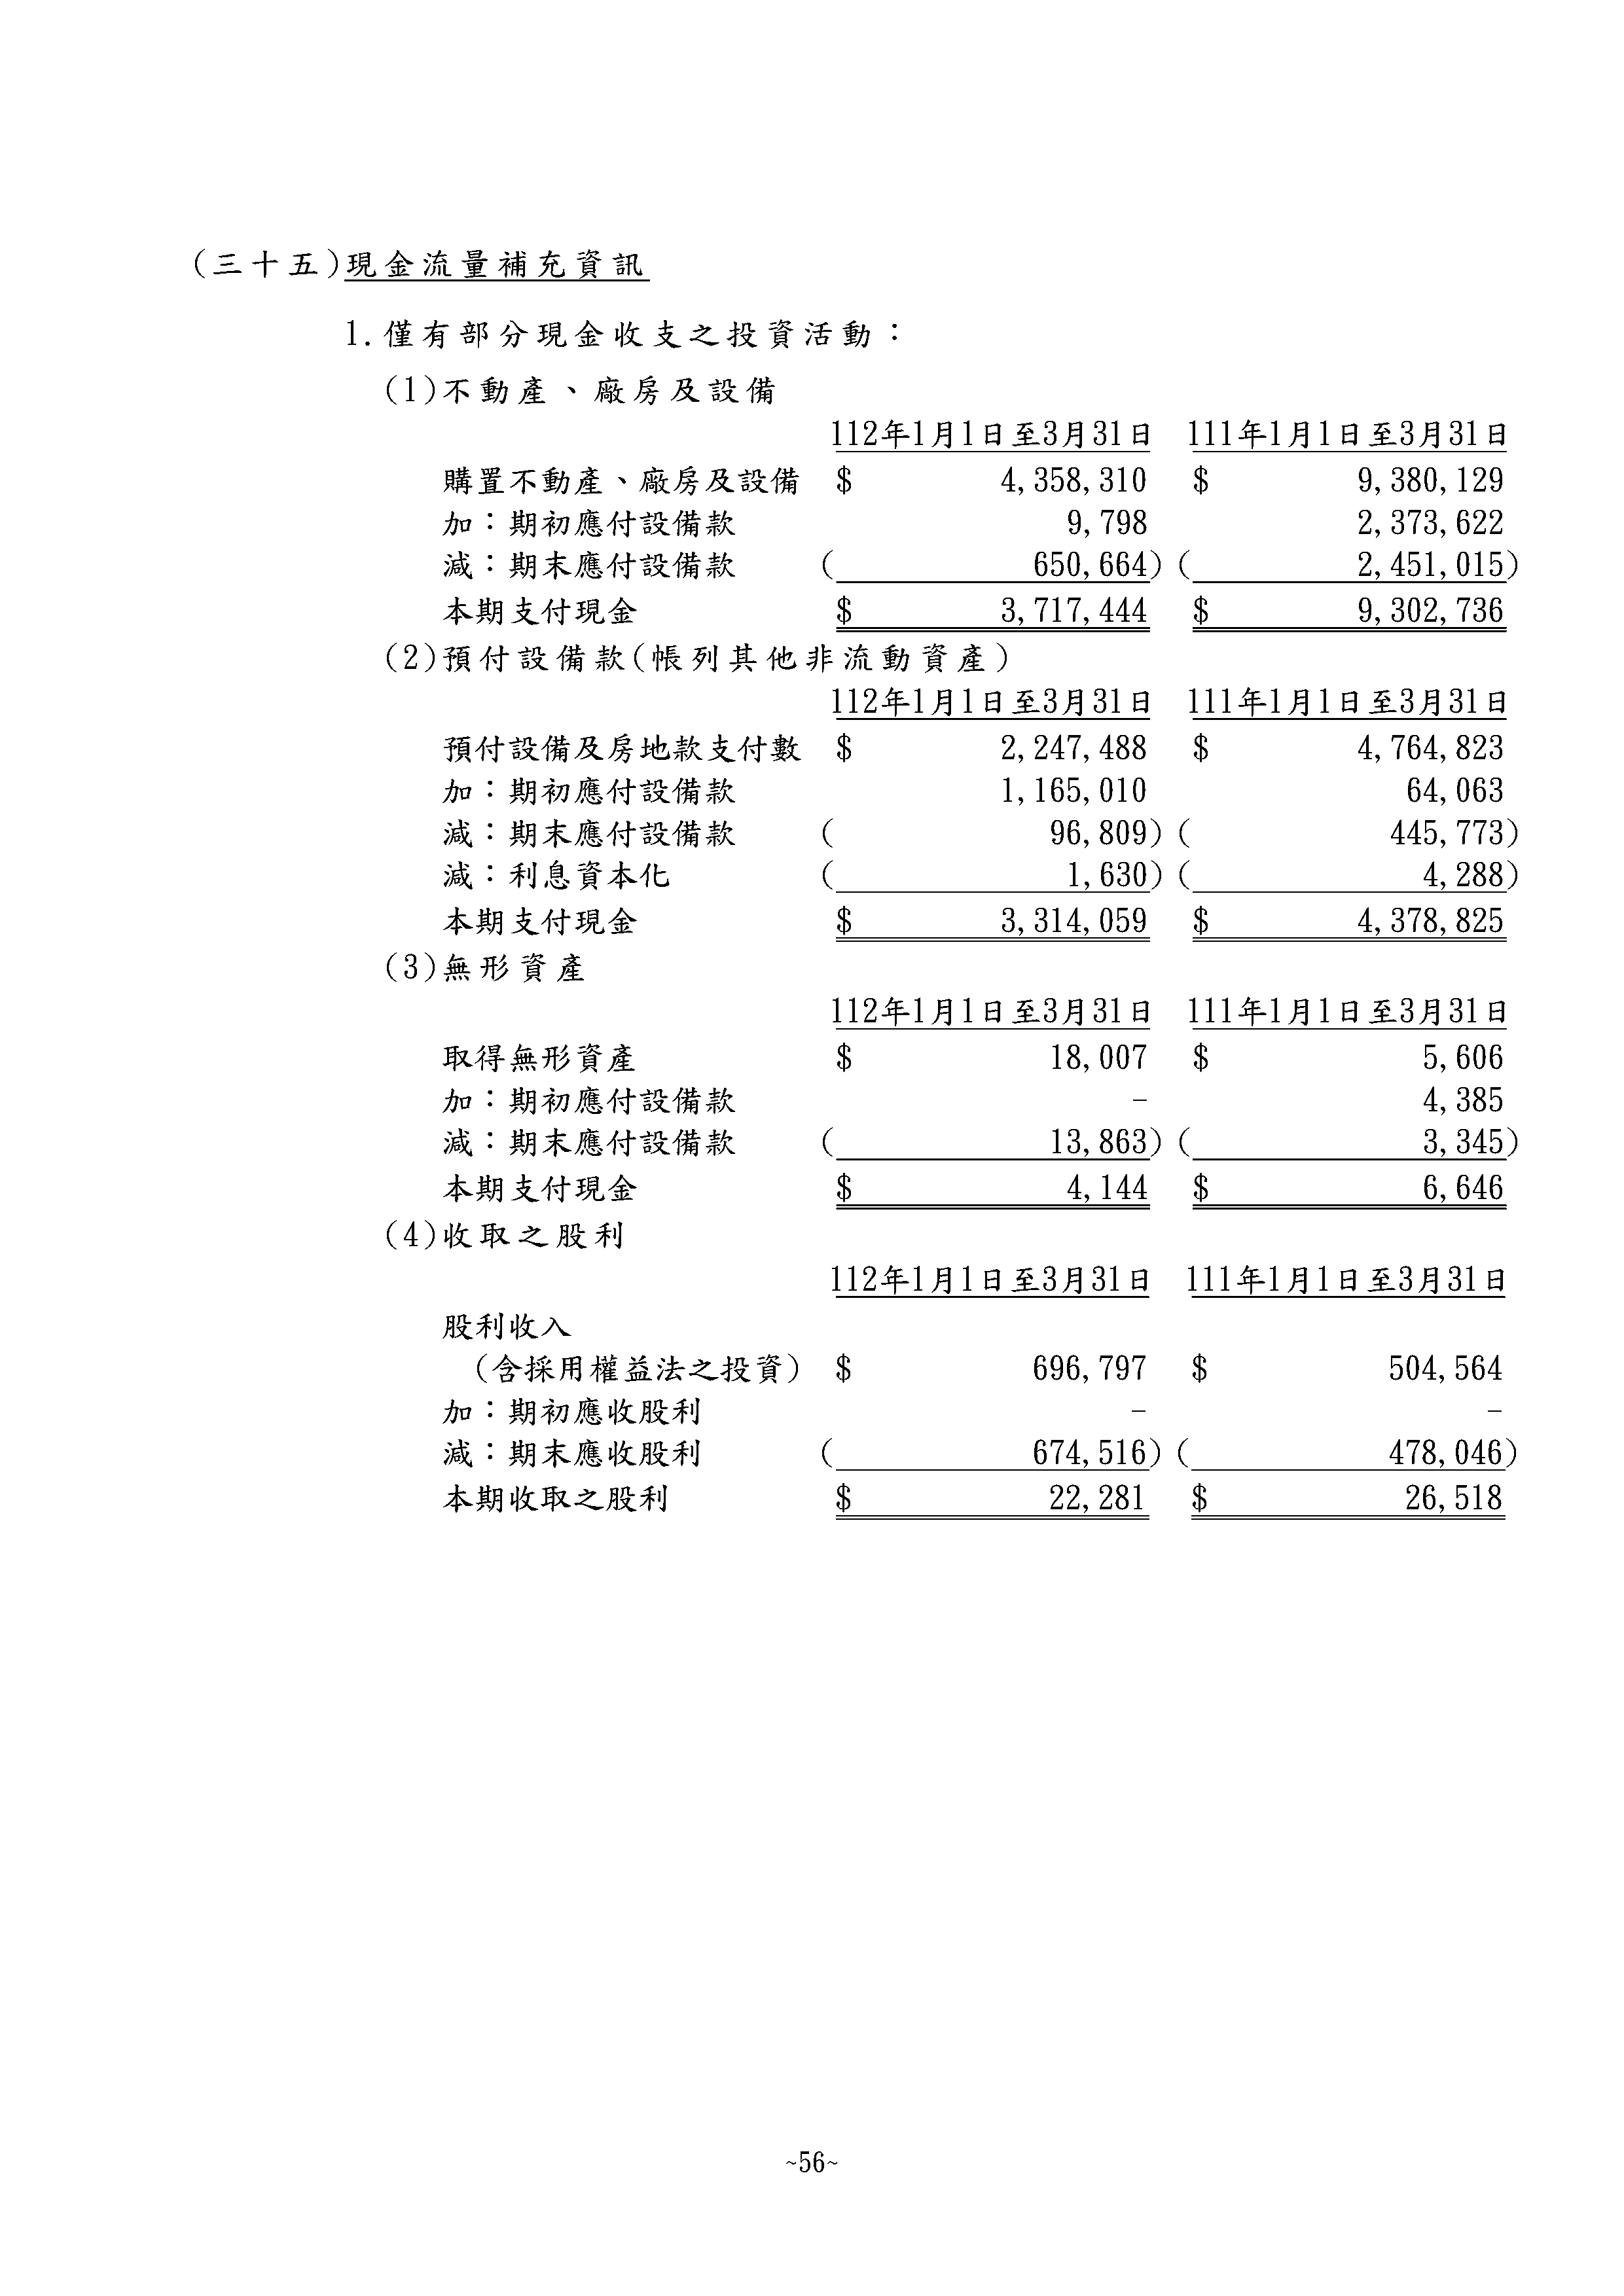 (三十五)現金流量補充資訊
1.僅有部分現金收支之投資活動：
(1)不動產、廠房及設備
112年1月1日至3月31日 111年1月1日至3月31日
購置不動產、廠房及設備 $ 4,358,310 $ 9,380,129
加：期初應付設備款 9,798 2,373,622
減：期末應付設備款 ( 650,664) ( 2,451,015)
本期支付現金 $ 3,717,444 $ 9,302,736
(2)預付設備款(帳列其他非流動資產)
112年1月1日至3月31日 111年1月1日至3月31日
預付設備及房地款支付數 $ 2,247,488 $ 4,764,823
加：期初應付設備款 1,165,010 64,063
減：期末應付設備款 ( 96,809) ( 445,773)
減：利息資本化 ( 1,630) ( 4,288)
本期支付現金 $ 3,314,059 $ 4,378,825
(3)無形資產
112年1月1日至3月31日 111年1月1日至3月31日
取得無形資產 $ 18,007 $ 5,606
加：期初應付設備款 - 4,385
減：期末應付設備款 ( 13,863) ( 3,345)
本期支付現金 $ 4,144 $ 6,646
(4)收取之股利
112年1月1日至3月31日 111年1月1日至3月31日
股利收入
(含採用權益法之投資) $ 696,797 $ 504,564
加：期初應收股利 - -
減：期末應收股利 ( 674,516) ( 478,046)
本期收取之股利 $ 22,281 $ 26,518
~56~